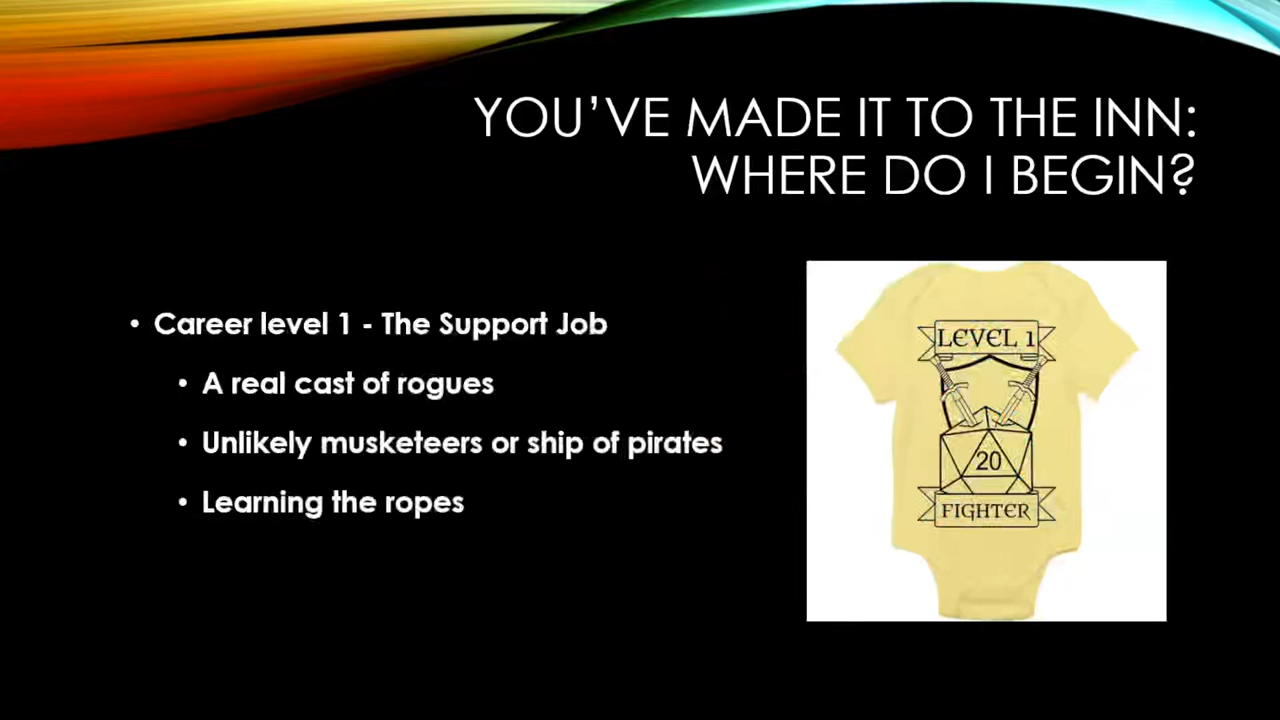 YOU’VE MADE IT TO THE INN:
WHERE DO I BEGIN?
• Career level 1 - The Support Job
• A real cast of rogues
• Unlikely musketeers or ship of pirates
• Learning the ropes
LEVEL 1
20
FIGHTER